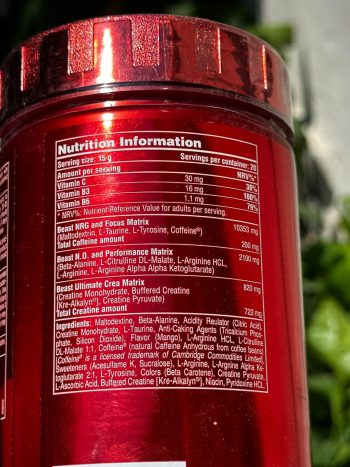 Nutrition Information
Serving size: 15 g Servings per container: 20
Amount per serving NRV%*
Vitamin C 30 mg 38%
Vitamin B3 16 mg 100%
Vitamin B6 1.1 mg 79%
* NRV%: Nutrient Reference Value for adults per serving.
Beast NRG and Focus Matrix 10353 mg
(Maltodextrin, L-Taurine, L-Tyrosine, Coffeine®)
Total Caffeine amount 200 mg
Beast N.O. and Performance Matrix 2100 mg
(Beta-Alanine, L-Citrulline DL-Malate, L-Arginine HCL,
L-Arginine, L-Arginine Alpha Alpha Ketoglutarate)
Beast Ultimate Crea Matrix 820 mg
(Creatine Monohydrate, Buffered Creatine
[Kre-Alkalyn®], Creatine Pyruvate)
Total Creatine amount 722 mg
Ingredients: Maltodextrin, Beta-Alanine, Acidity Reulator (Citric Acid),
Creatine Monohydrate, L-Taurine, Anti-Caking Agents (Tricalcium Phos-
phate, Silicon Dioxide), Flavor (Mango), L-Arginine HCL, L-Citrulline
DL-Malate 1:1, Coffeine® (natural Caffeine Anhydrous from coffee beans)
[Coffeine® is a licensed trademark of Cambridge Commodities Limited],
Sweeteners (Acesulfame K, Sucralose), L-Arginine, L-Arginine Alpha Ke-
toglutarate 2:1, L-Tyrosine, Colors (Beta Carotene), Creatine Pyruvate,
L-Ascorbic Acid, Buffered Creatine [Kre-Alkalyn®], Niacin, Pyridoxine HCL.